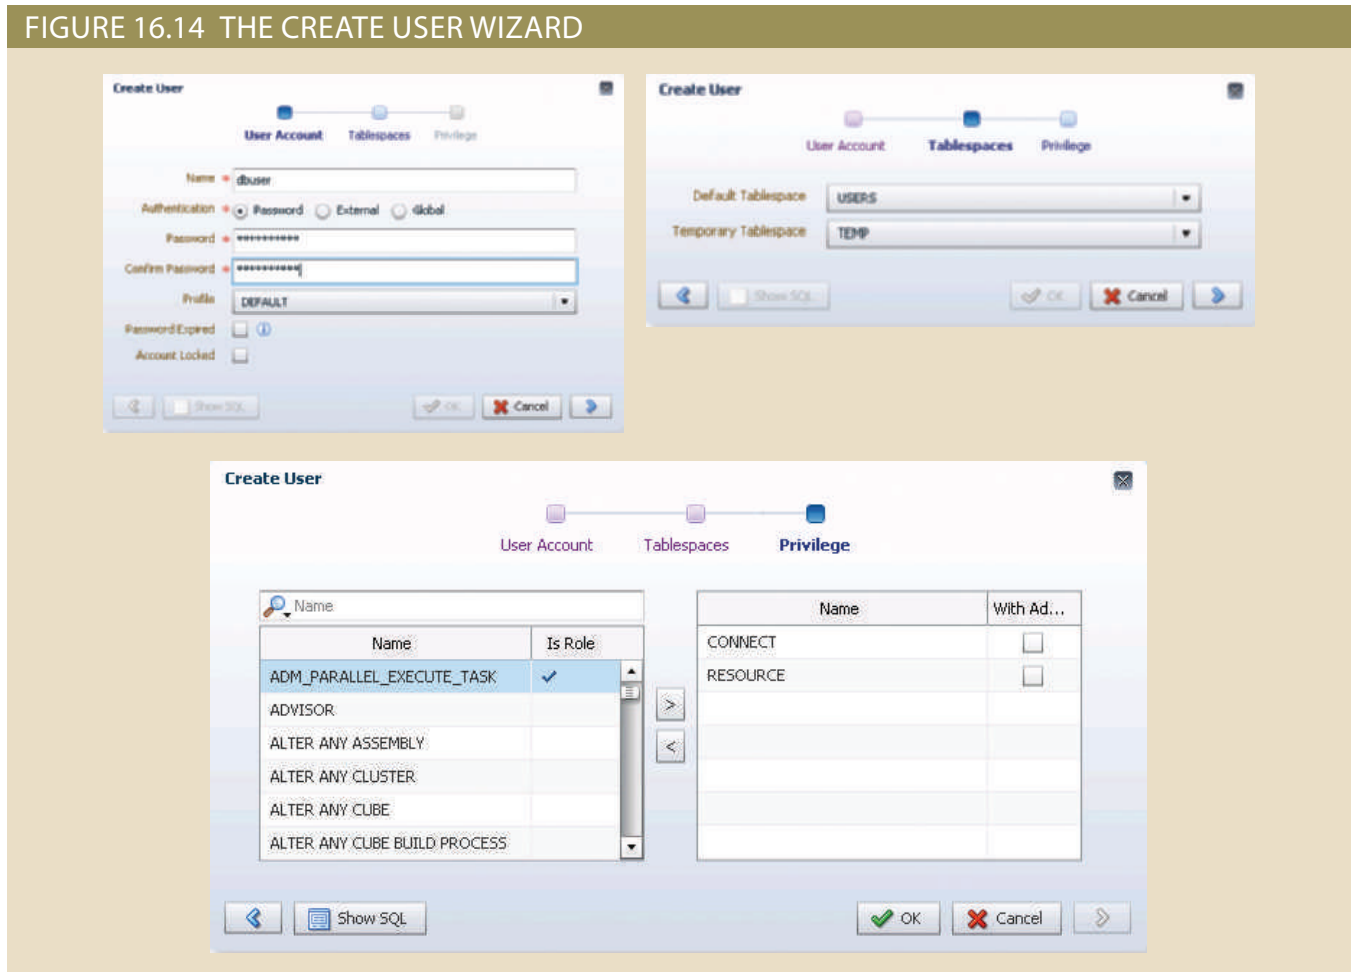 FIGURE 16.14 THE CREATE USER WIZARD
Create User
User Account Tablespaces Privilege
Name * dbuser
Authentication * Password External Global
Password * **********
Confirm Password * **********
Profile DEFAULT
Password Expired
Account Locked
Show SQL OK Cancel
Create User
User Account Tablespaces Privilege
Default Tablespace USERS
Temporary Tablespace TEMP
Show SQL OK Cancel
Create User
User Account Tablespaces Privilege
Name
Name Is Role
ADM_PARALLEL_EXECUTE_TASK
ADVISOR
ALTER ANY ASSEMBLY
ALTER ANY CLUSTER
ALTER ANY CUBE
ALTER ANY CUBE BUILD PROCESS
>
<
Name With Ad...
CONNECT
RESOURCE
Show SQL OK Cancel